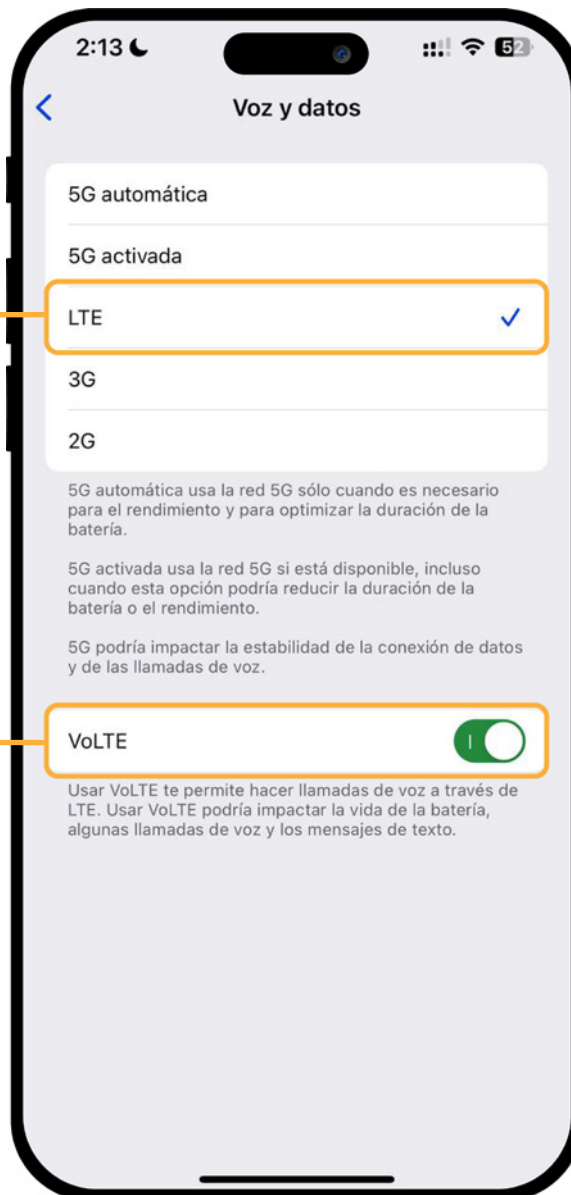 2:13
52
Voz y datos
5G automática
5G activada
LTE
3G
2G
5G automática usa la red 5G sólo cuando es necesario
para el rendimiento y para optimizar la duración de la
batería.
5G activada usa la red 5G si está disponible, incluso
cuando esta opción podría reducir la duración de la
batería o el rendimiento.
5G podría impactar la estabilidad de la conexión de datos
y de las llamadas de voz.
VoLTE
Usar VoLTE te permite hacer llamadas de voz a través de
LTE. Usar VoLTE podría impactar la vida de la batería,
algunas llamadas de voz y los mensajes de texto.